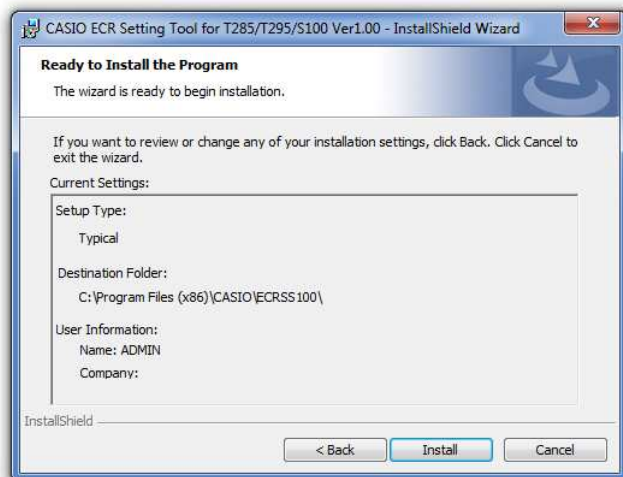 CASIO ECR Setting Tool for T285/T295/S100 Ver1.00 - InstallShield Wizard
Ready to Install the Program
The wizard is ready to begin installation.
If you want to review or change any of your installation settings, click Back. Click Cancel to
exit the wizard.
Current Settings:
Setup Type:
Typical
Destination Folder:
C:\Program Files (x86)\CASIO\ECRSS100\
User Information:
Name: ADMIN
Company:
InstallShield
< Back
Install
Cancel